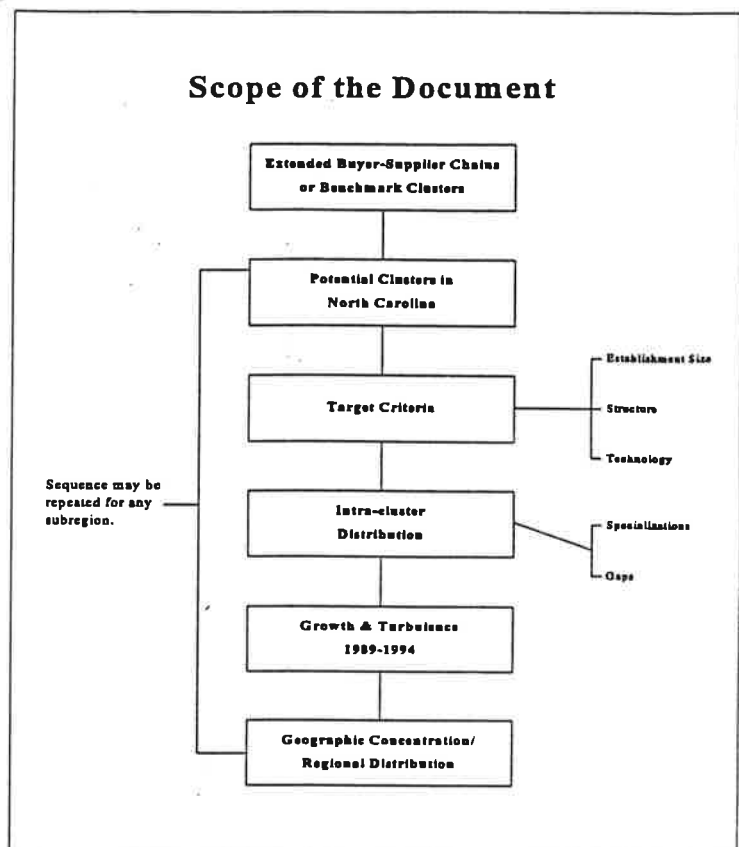 Scope of the Document
Extended Buyer-Supplier Chains
or Benchmark Clusters
Potential Clusters in
North Carolina
Target Criteria
Establishment Size
Structure
Technology
Sequence may be
repeated for any
subregion.
Intra-cluster
Distribution
Specializations
Gaps
Growth & Turbulence
1989-1994
Geographic Concentration/
Regional Distribution